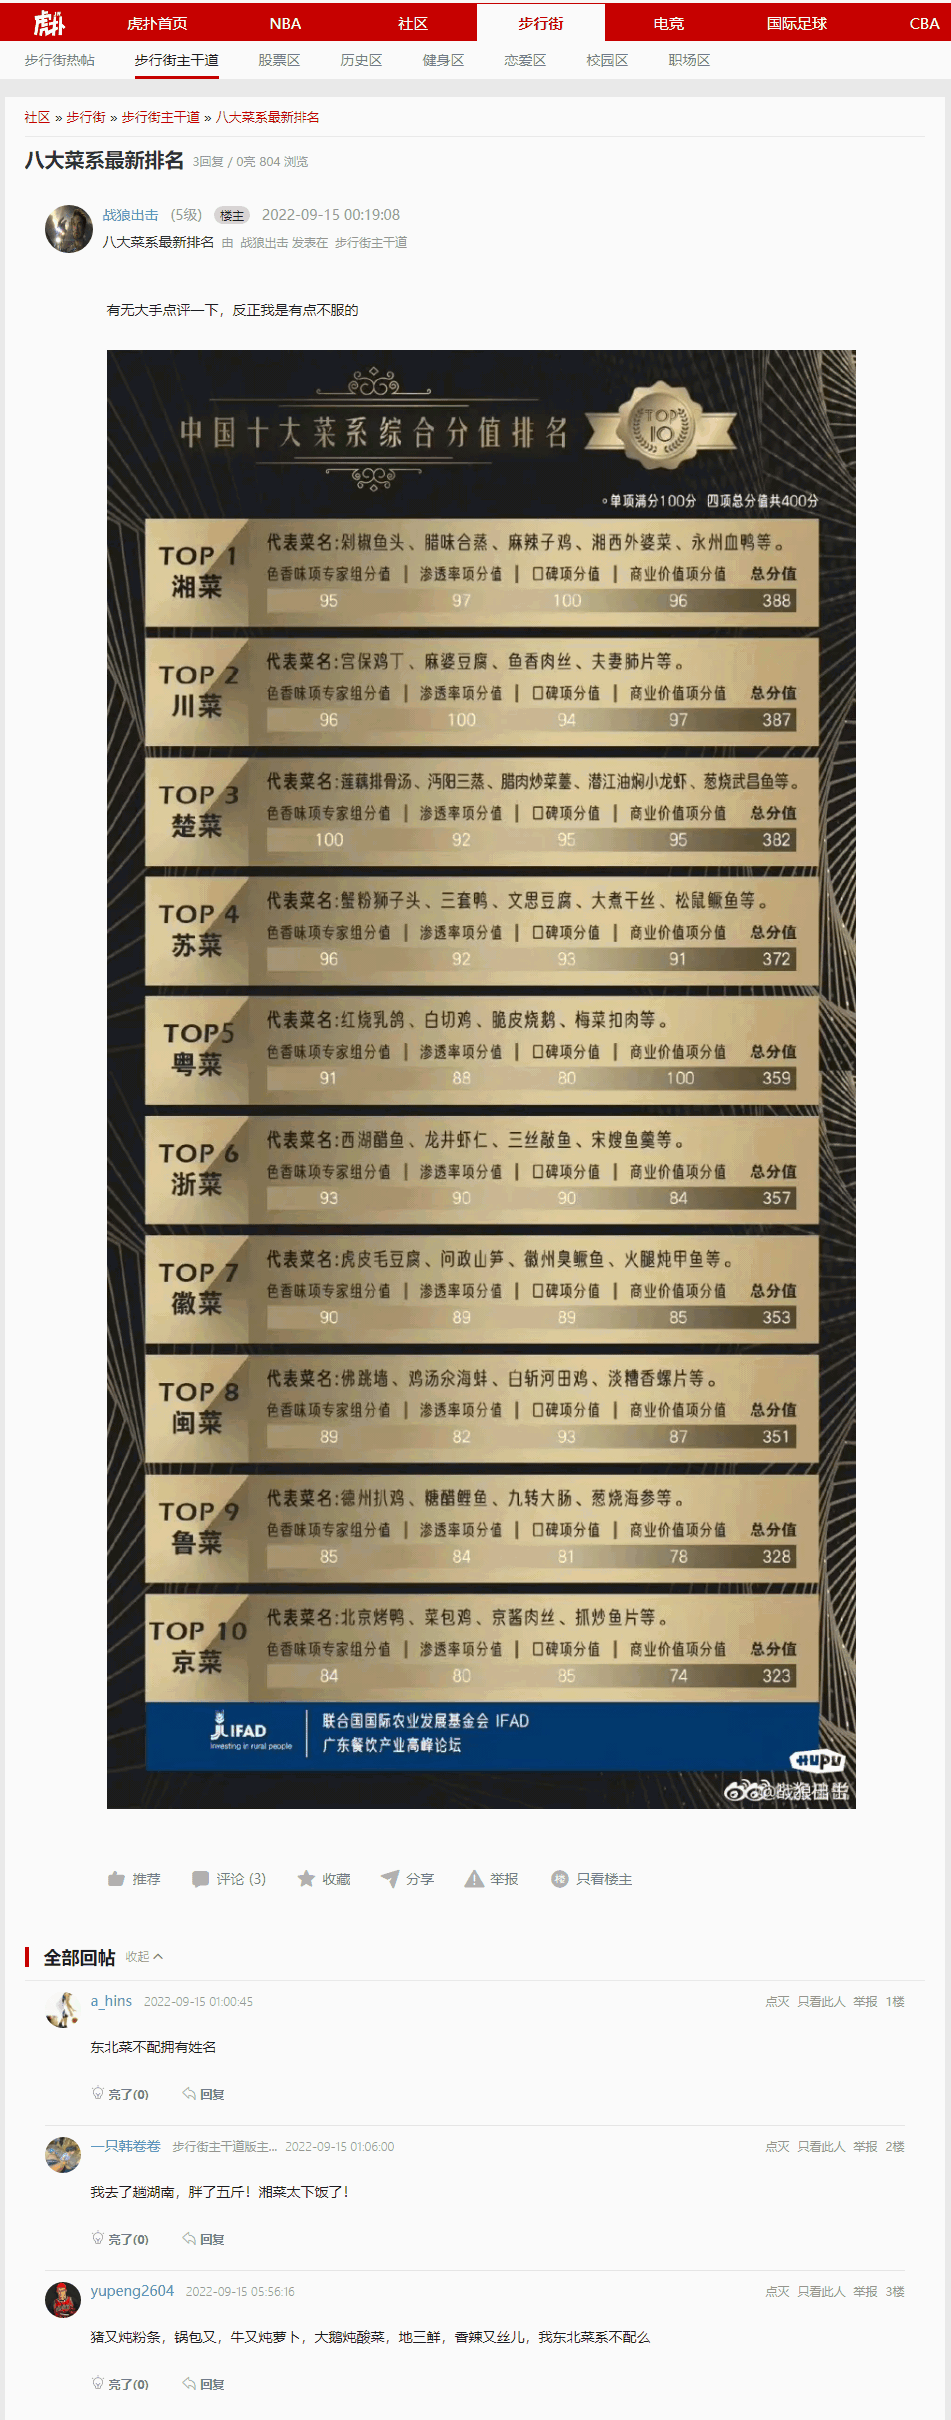 虎扑
虎扑首页 NBA 社区 步行街 电竞 国际足球 CBA
步行街热帖 步行街主干道 股票区 历史区 健身区 恋爱区 校园区 职场区
社区 » 步行街 » 步行街主干道 » 八大菜系最新排名
八大菜系最新排名 3回复 / 0亮 804 浏览
战狼出击 (5级) 楼主 2022-09-15 00:19:08
八大菜系最新排名 由 战狼出击 发表在 步行街主干道
有无大手点评一下，反正我是有点不服的
中国十大菜系综合分值排名 TOP 10
◦单项满分100分 四项总分值共400分
TOP 1 湘菜
代表菜名:剁椒鱼头、腊味合蒸、麻辣子鸡、湘西外婆菜、永州血鸭等。
色香味项专家组分值 | 渗透率项分值 | 口碑项分值 | 商业价值项分值 总分值
95 97 100 96 388
TOP 2 川菜
代表菜名:宫保鸡丁、麻婆豆腐、鱼香肉丝、夫妻肺片等。
色香味项专家组分值 | 渗透率项分值 | 口碑项分值 | 商业价值项分值 总分值
96 100 94 97 387
TOP 3 楚菜
代表菜名:莲藕排骨汤、沔阳三蒸、腊肉炒菜薹、潜江油焖小龙虾、葱烧武昌鱼等。
色香味项专家组分值 | 渗透率项分值 | 口碑项分值 | 商业价值项分值 总分值
100 92 95 95 382
TOP 4 苏菜
代表菜名:蟹粉狮子头、三套鸭、文思豆腐、大煮干丝、松鼠鳜鱼等。
色香味项专家组分值 | 渗透率项分值 | 口碑项分值 | 商业价值项分值 总分值
96 92 93 91 372
TOP5 粤菜
代表菜名:红烧乳鸽、白切鸡、脆皮烧鹅、梅菜扣肉等。
色香味项专家组分值 | 渗透率项分值 | 口碑项分值 | 商业价值项分值 总分值
91 88 80 100 359
TOP 6 浙菜
代表菜名:西湖醋鱼、龙井虾仁、三丝敲鱼、宋嫂鱼羹等。
色香味项专家组分值 | 渗透率项分值 | 口碑项分值 | 商业价值项分值 总分值
93 90 90 84 357
TOP 7 徽菜
代表菜名:虎皮毛豆腐、问政山笋、徽州臭鳜鱼、火腿炖甲鱼等。
色香味项专家组分值 | 渗透率项分值 | 口碑项分值 | 商业价值项分值 总分值
90 89 89 85 353
TOP 8 闽菜
代表菜名:佛跳墙、鸡汤汆海蚌、白斩河田鸡、淡糟香螺片等。
色香味项专家组分值 | 渗透率项分值 | 口碑项分值 | 商业价值项分值 总分值
89 82 93 87 351
TOP 9 鲁菜
代表菜名:德州扒鸡、糖醋鲤鱼、九转大肠、葱烧海参等。
色香味项专家组分值 | 渗透率项分值 | 口碑项分值 | 商业价值项分值 总分值
85 84 81 78 328
TOP 10 京菜
代表菜名:北京烤鸭、菜包鸡、京酱肉丝、抓炒鱼片等。
色香味项专家组分值 | 渗透率项分值 | 口碑项分值 | 商业价值项分值 总分值
84 80 85 74 323
IFAD 联合国国际农业发展基金会 IFAD
Investing in rural people 广东餐饮产业高峰论坛
HUPU
@战狼出击
推荐 评论 (3) 收藏 分享 举报 楼 只看楼主
全部回帖 收起
a_hins 2022-09-15 01:00:45 点灭 只看此人 举报 1楼
东北菜不配拥有姓名
亮了(0) 回复
一只韩卷卷 步行街主干道版主... 2022-09-15 01:06:00 点灭 只看此人 举报 2楼
我去了趟湖南，胖了五斤！湘菜太下饭了！
亮了(0) 回复
yupeng2604 2022-09-15 05:56:16 点灭 只看此人 举报 3楼
猪又炖粉条，锅包又，牛又炖萝卜，大鹅炖酸菜，地三鲜，香辣又丝儿，我东北菜系不配么
亮了(0) 回复